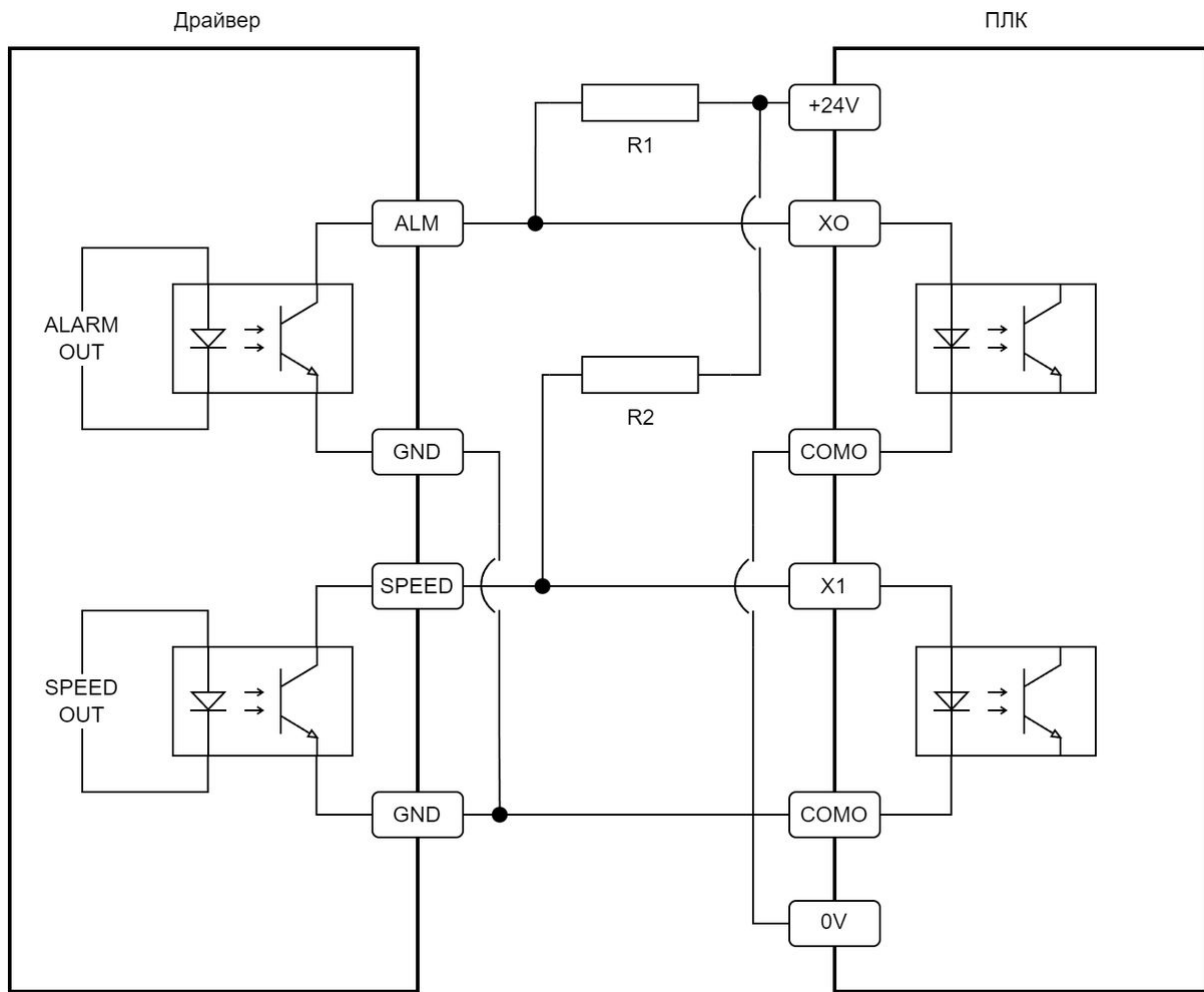 Драйвер
ПЛК
+24V
R1
ALM
XO
ALARM
OUT
R2
GND
COMO
SPEED
X1
SPEED
OUT
GND
COMO
0V